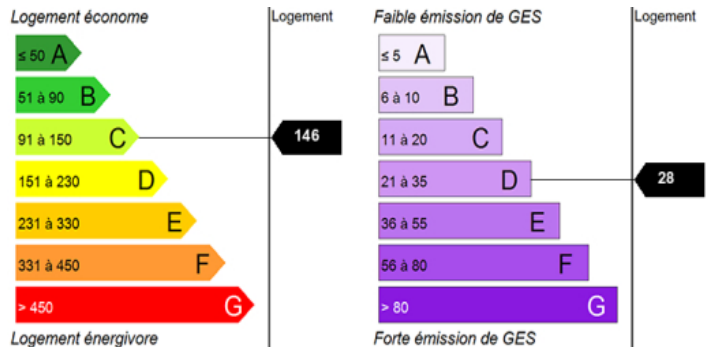 Logement économe
Logement
≤ 50 A
51 à 90 B
91 à 150 C
146
151 à 230 D
231 à 330 E
331 à 450 F
> 450 G
Logement énergivore
Faible émission de GES
Logement
≤ 5 A
6 à 10 B
11 à 20 C
21 à 35 D
28
36 à 55 E
56 à 80 F
> 80 G
Forte émission de GES